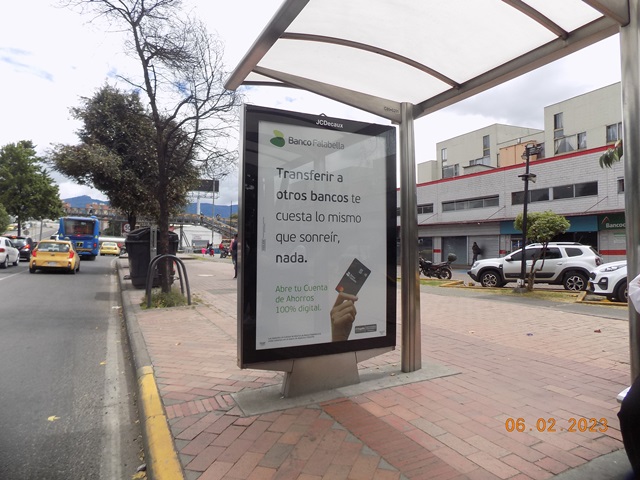 JCDecaux
Banco Falabella
Transferir a
otros bancos te
cuesta lo mismo
que sonreír,
nada.
Abre tu Cuenta
de Ahorros
100% digital.
06.02.2023